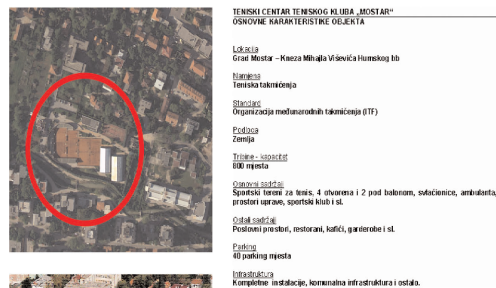 TENISKI CENTAR TENISKOG KLUBA „MOSTAR“
OSNOVNE KARAKTERISTIKE OBJEKTA
Lokacija
Grad Mostar – Kneza Mihajla Viševića Humskog bb
Namjena
Teniska takmičenja
Standard
Organizacija međunarodnih takmičenja (ITF)
Podloga
Zemlja
Tribine - kapacitet
800 mjesta
Osnovni sadržaji
Sportski tereni za tenis, 4 otvorena i 2 pod balonom, svlačionice, ambulanta,
prostori uprave, sportski klub i sl.
Ostali sadržaji
Poslovni prostori, restorani, kafići, garderobe i sl.
Parking
40 parking mjesta
Infrastruktura
Kompletne instalacije, komunalna infrastruktura i ostalo.